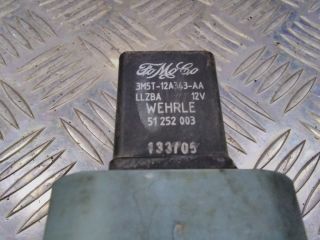 FoMoCo
3M5T-12A343-AA
LLZBA 12V
WEHRLE
51 252 003
133/05